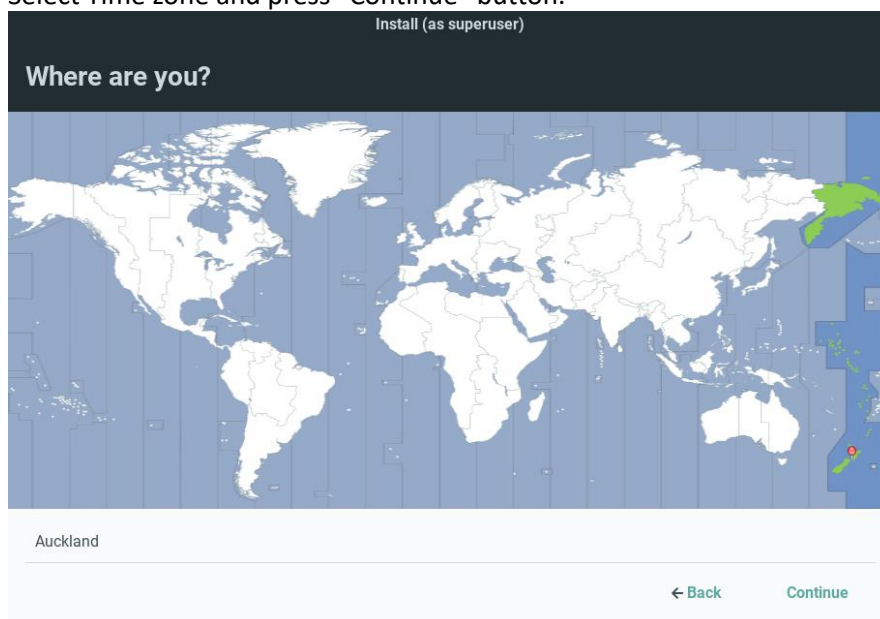 Select Time zone and press "Continue" button.
Install (as superuser)
Where are you?
Auckland
← Back
Continue